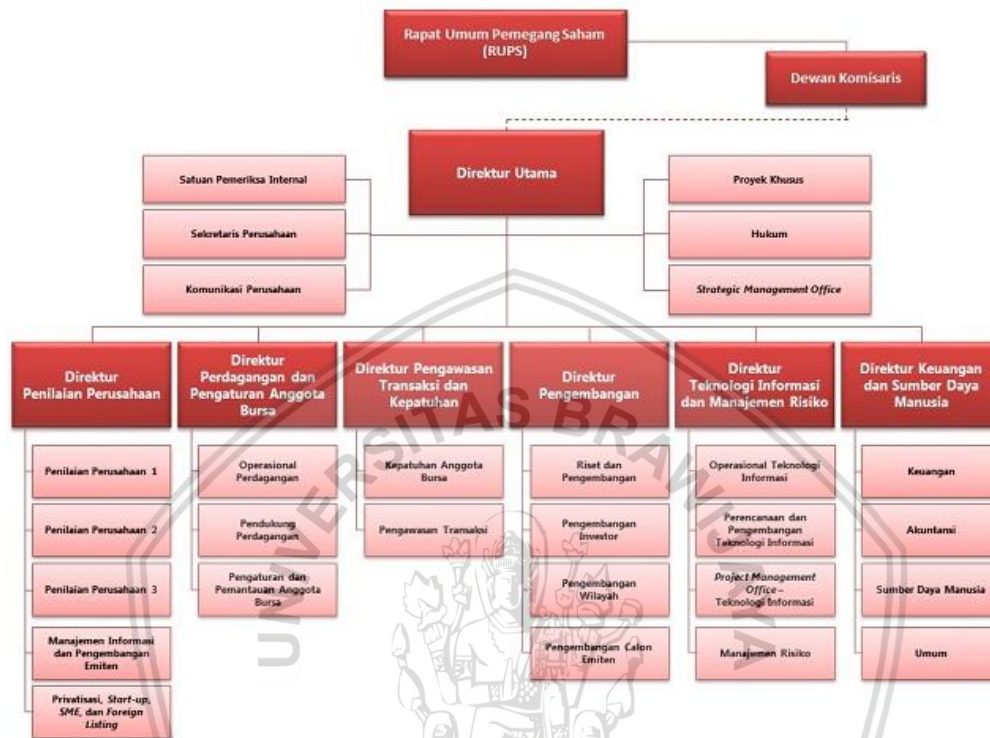 Rapat Umum Pemegang Saham
(RUPS)
Dewan Komisaris
Direktur Utama
Satuan Pemeriksa Internal
Sekretaris Perusahaan
Komunikasi Perusahaan
Proyek Khusus
Hukum
Strategic Management Office
Direktur
Penilaian Perusahaan
Penilaian Perusahaan 1
Penilaian Perusahaan 2
Penilaian Perusahaan 3
Manajemen Informasi
dan Pengembangan
Emiten
Privatisasi, Start-up,
SME, dan Foreign
Listing
Direktur
Perdagangan dan
Pengaturan Anggota
Bursa
Operasional
Perdagangan
Pendukung
Perdagangan
Pengaturan dan
Pemantauan Anggota
Bursa
Direktur Pengawasan
Transaksi dan
Kepatuhan
Kepatuhan Anggota
Bursa
Pengawasan Transaksi
Direktur
Pengembangan
Riset dan
Pengembangan
Pengembangan
Investor
Pengembangan
Wilayah
Pengembangan Calon
Emiten
Direktur
Teknologi Informasi
dan Manajemen Risiko
Operasional Teknologi
Informasi
Perencanaan dan
Pengembangan
Teknologi Informasi
Project Management
Office –
Teknologi Informasi
Manajemen Risiko
Direktur Keuangan
dan Sumber Daya
Manusia
Keuangan
Akuntansi
Sumber Daya Manusia
Umum
UNIVERSITAS BRAWIJAYA